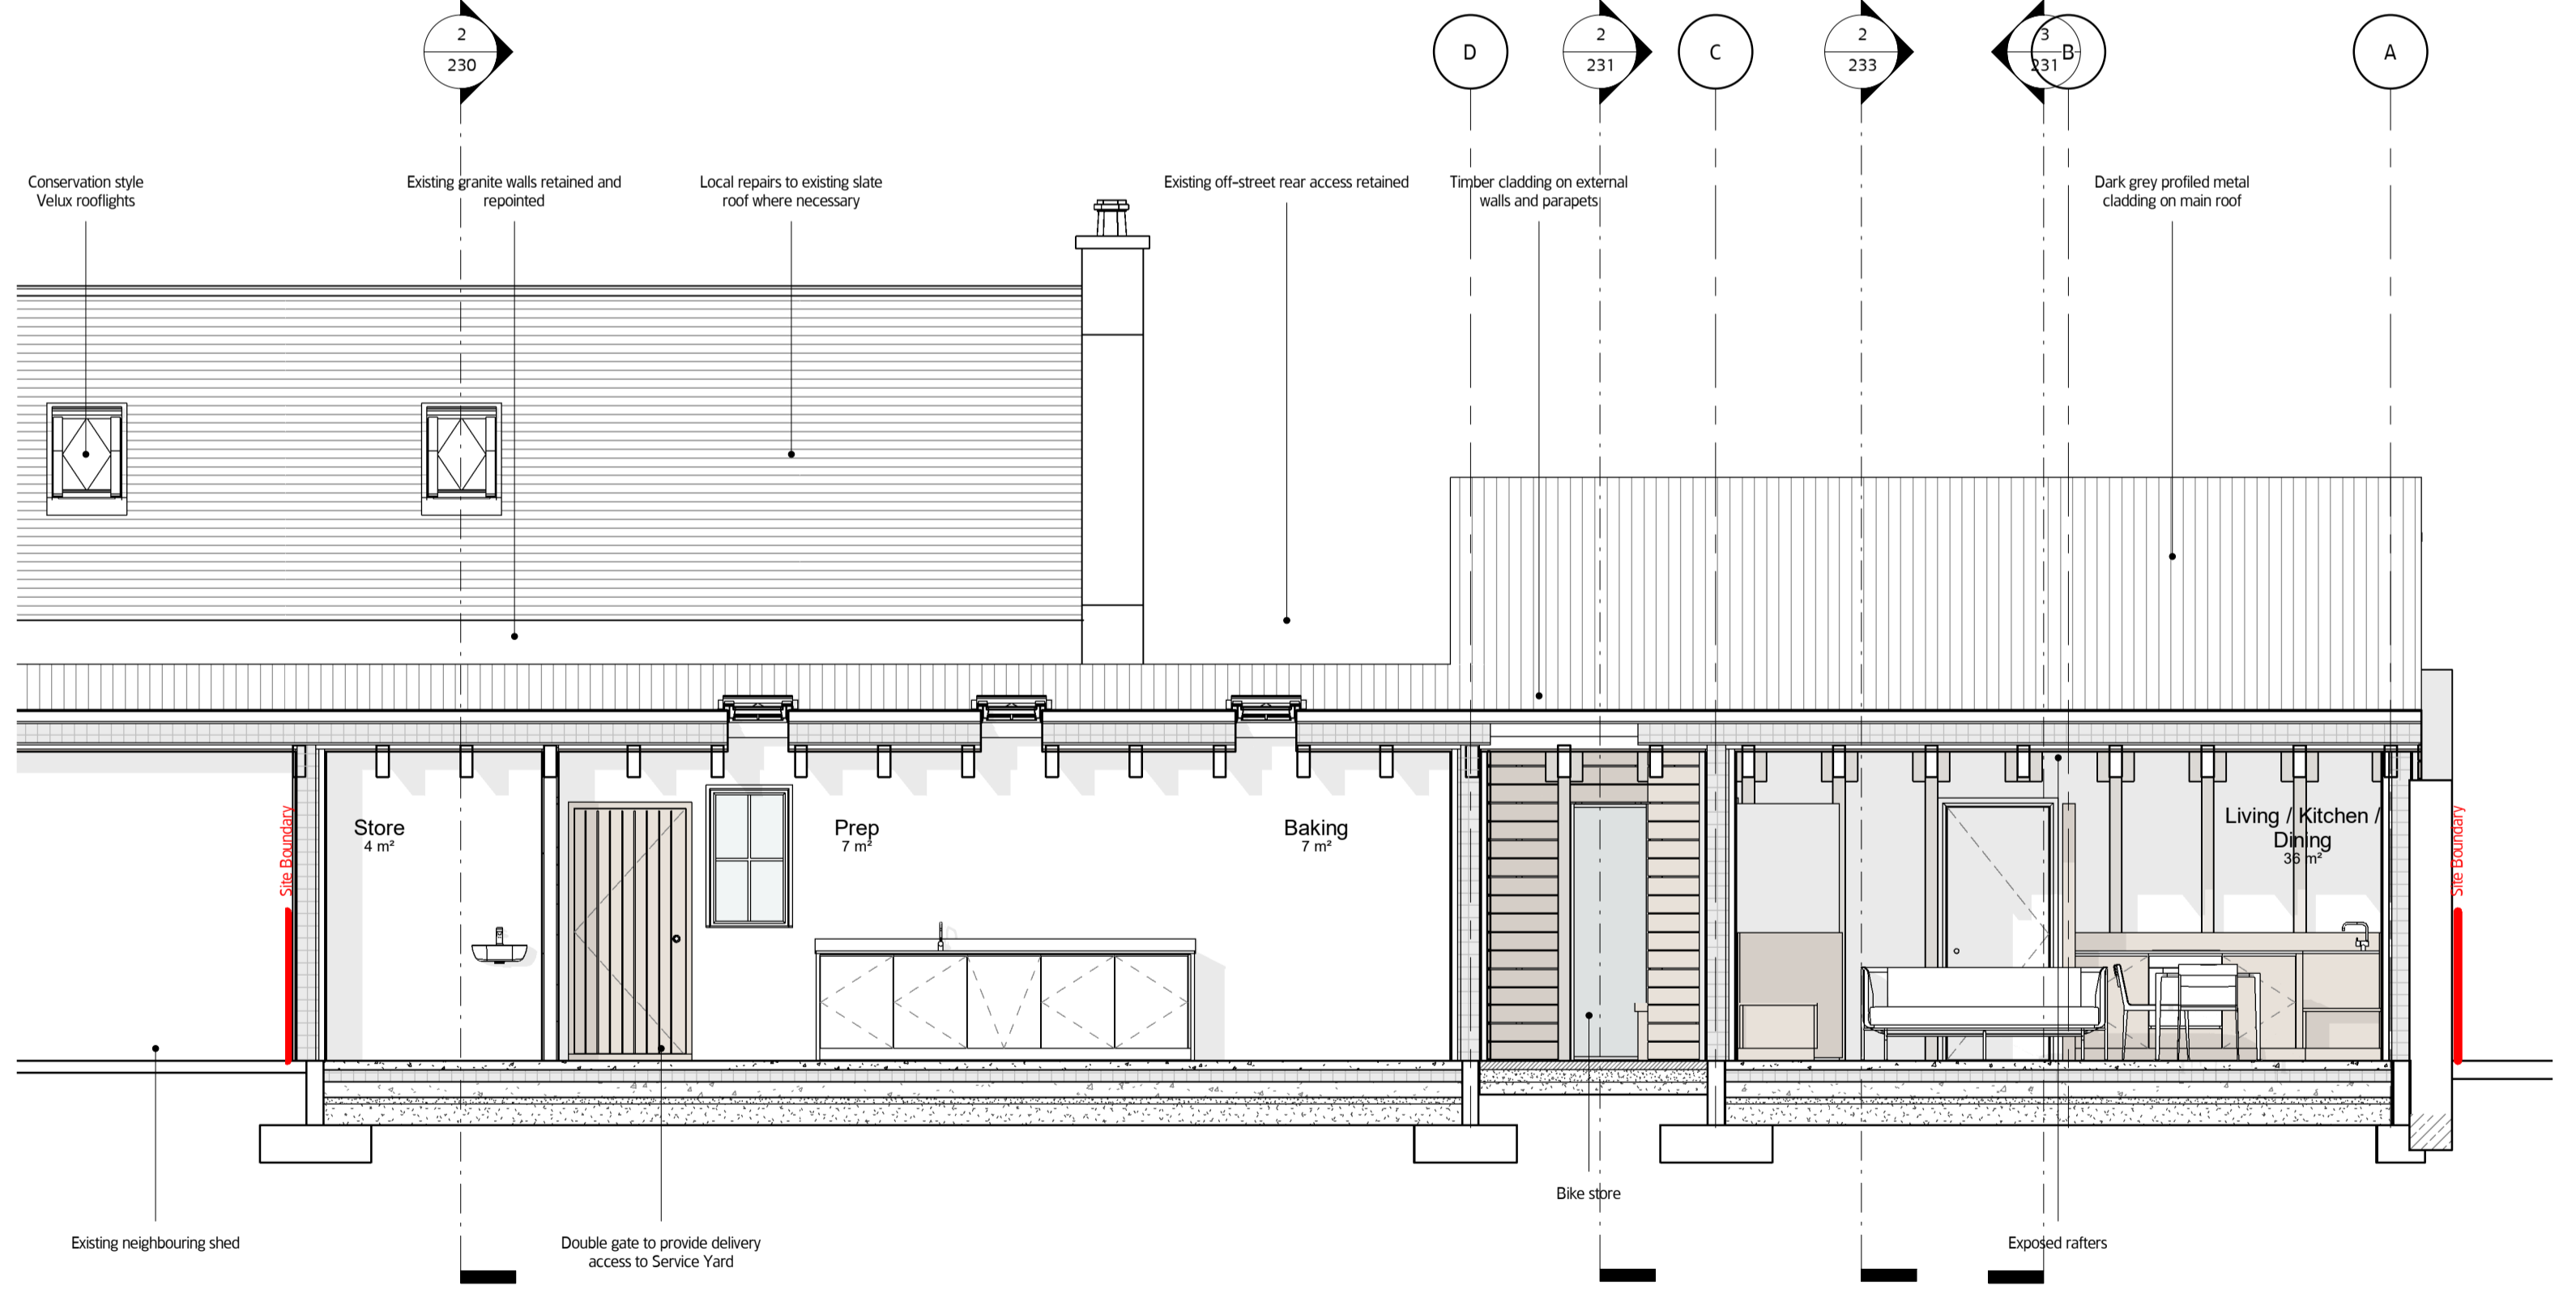 2
230
D
2
231
C
2
233
3
231
B
A
Conservation style
Velux rooflights
Existing granite walls retained and
repointed
Local repairs to existing slate
roof where necessary
Existing off-street rear access retained
Timber cladding on external
walls and parapets
Dark grey profiled metal
cladding on main roof
Site Boundary
Store
4 m²
Prep
7 m²
Baking
7 m²
Living / Kitchen /
Dining
36 m²
Site Boundary
Bike store
Existing neighbouring shed
Double gate to provide delivery
access to Service Yard
Exposed rafters